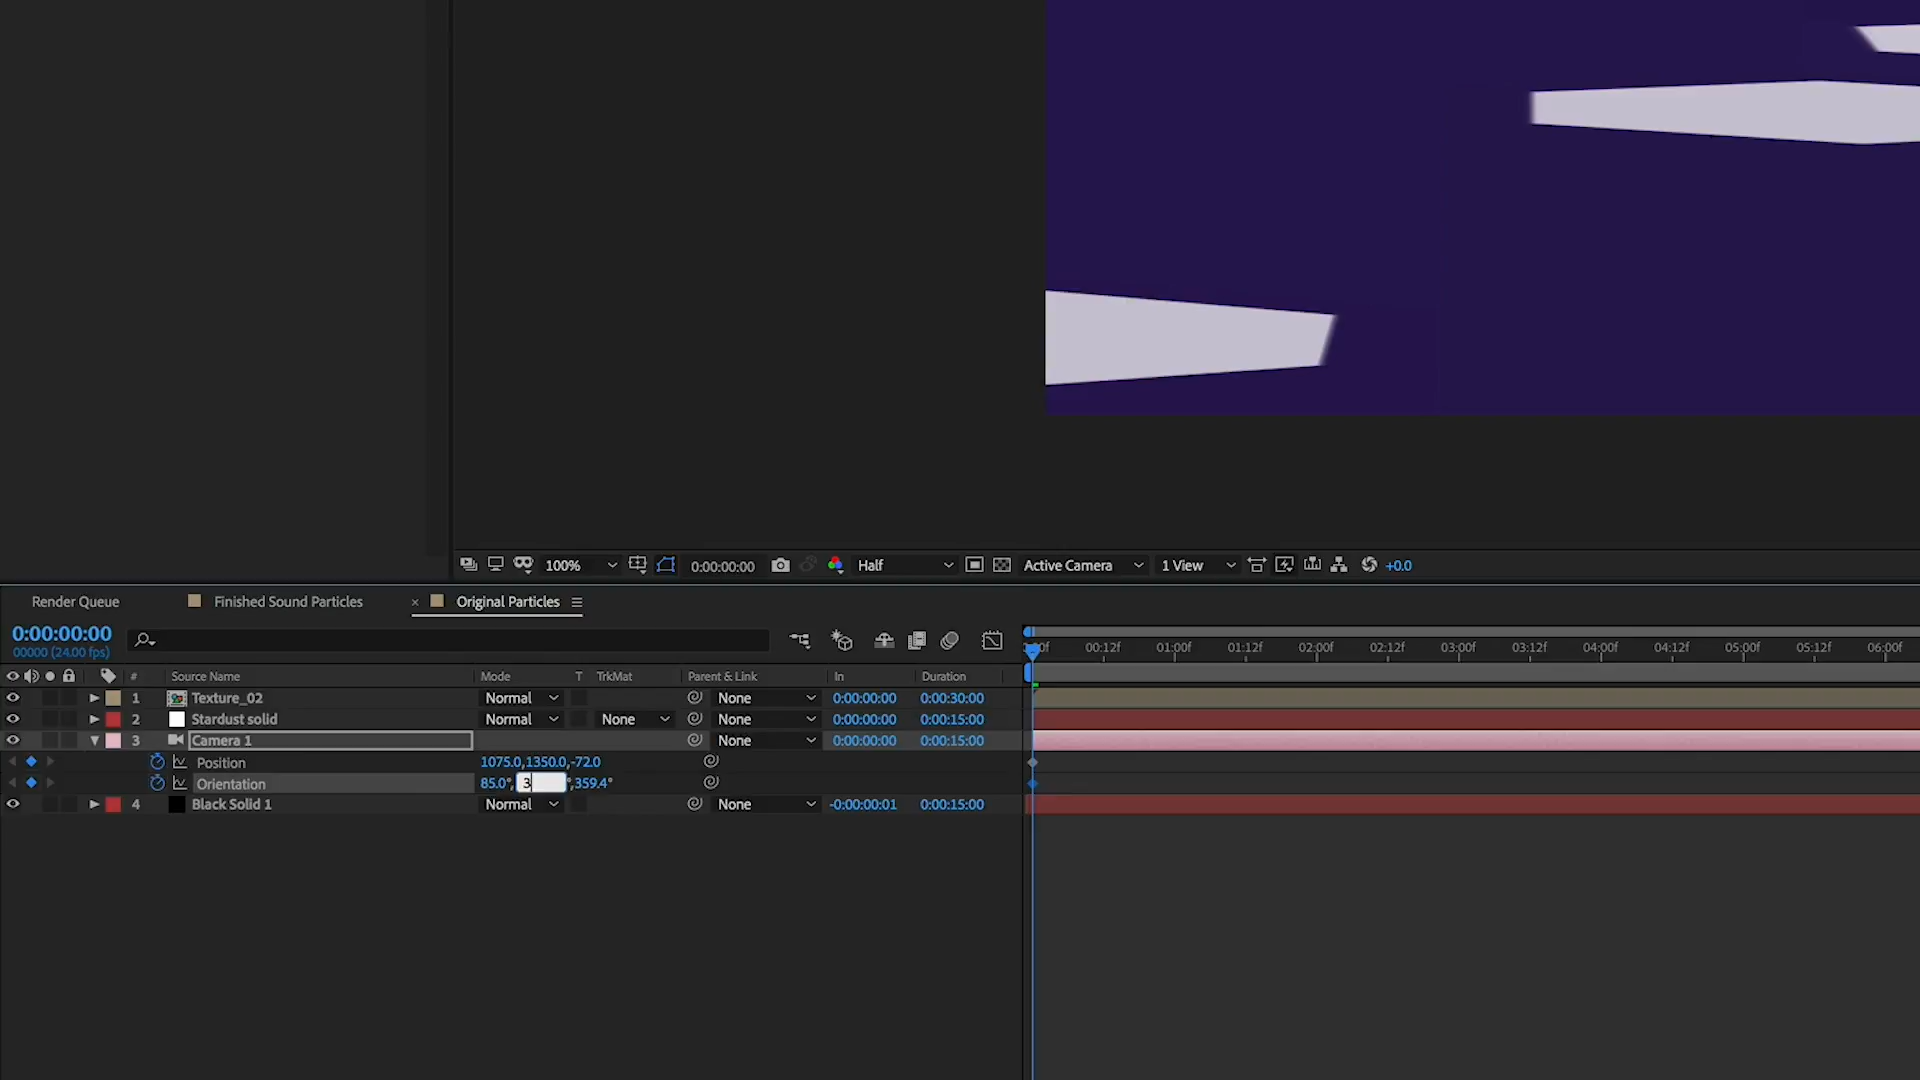 100% 0:00:00:00 Half Active Camera 1 View +0.0
Render Queue Finished Sound Particles × Original Particles
0:00:00:00
00000 (24.00 fps)
00:12f 01:00f 01:12f 02:00f 02:12f 03:00f 03:12f 04:00f 04:12f 05:00f 05:12f 06:00f
# Source Name Mode T TrkMat Parent & Link In Duration
1 Texture_02 Normal None 0:00:00:00 0:00:30:00
2 Stardust solid Normal None None 0:00:00:00 0:00:15:00
3 Camera 1 None 0:00:00:00 0:00:15:00
Position 1075.0,1350.0,-72.0
Orientation 85.0°, 3 °,359.4°
4 Black Solid 1 Normal None -0:00:00:01 0:00:15:00